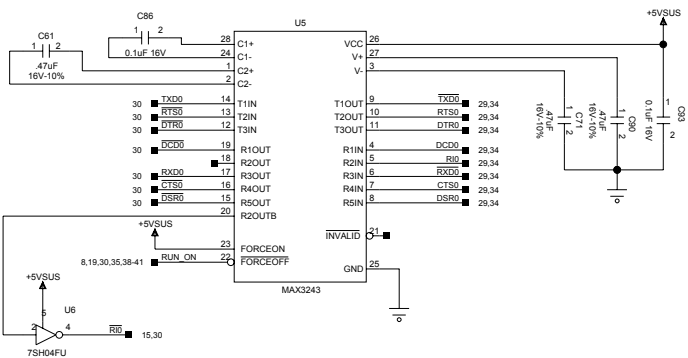 +5VSUS
C86
U5
1 2
0.1uF 16V
C61
1 2
.47uF
16V-10%
28 C1+ VCC 26
24 C1- V+ 27
1 C2+ V- 3
2 C2-
30 TXD0 14 T1IN T1OUT 9 TXD0 29,34
30 RTS0 13 T2IN T2OUT 10 RTS0 29,34
30 DTR0 12 T3IN T3OUT 11 DTR0 29,34
30 DCD0 19 R1OUT R1IN 4 DCD0 29,34
18 R2OUT R2IN 5 RI0 29,34
30 RXD0 17 R3OUT R3IN 6 RXD0 29,34
30 CTS0 16 R4OUT R4IN 7 CTS0 29,34
30 DSR0 15 R5OUT R5IN 8 DSR0 29,34
20 R2OUTB
INVALID 21
+5VSUS
23 FORCEON
8,19,30,35,38-41 RUN_ON 22 FORCEOFF
GND 25
MAX3243
1 2
C71
.47uF
16V-10%
1 2
C90
.47uF
16V-10%
1 2
C93
0.1uF 16V
+5VSUS
U6
5
2 4 RI0 15,30
7SH04FU